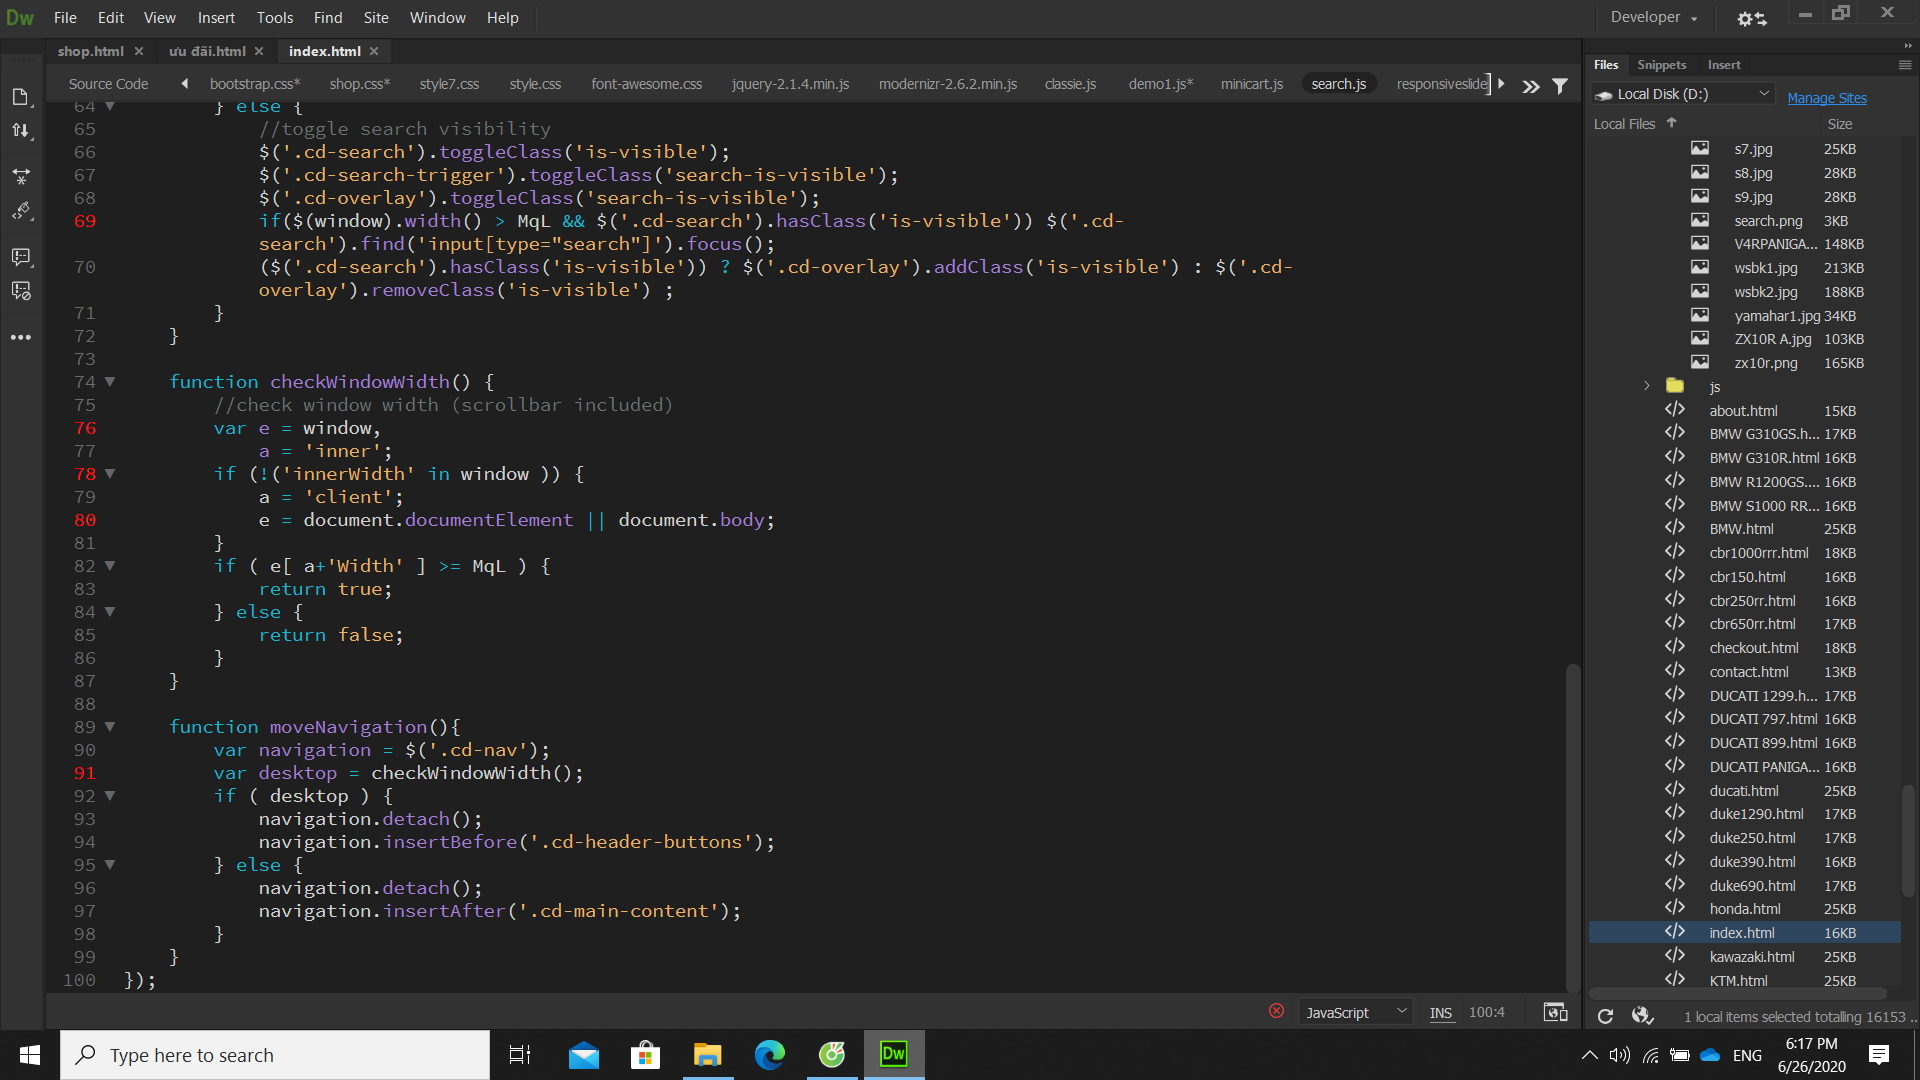 Dw File Edit View Insert Tools Find Site Window Help Developer
shop.html × ưu đãi.html × index.html ×
Source Code bootstrap.css* shop.css* style7.css style.css font-awesome.css jquery-2.1.4.min.js modernizr-2.6.2.min.js classie.js demo1.js* minicart.js search.js responsiveslide
64 } else {
65 //toggle search visibility
66 $('.cd-search').toggleClass('is-visible');
67 $('.cd-search-trigger').toggleClass('search-is-visible');
68 $('.cd-overlay').toggleClass('search-is-visible');
69 if($(window).width() > MqL && $('.cd-search').hasClass('is-visible')) $('.cd-
search').find('input[type="search"]').focus();
70 ($('.cd-search').hasClass('is-visible')) ? $('.cd-overlay').addClass('is-visible') : $('.cd-
overlay').removeClass('is-visible') ;
71 }
72 }
73
74 function checkWindowWidth() {
75 //check window width (scrollbar included)
76 var e = window,
77 a = 'inner';
78 if (!('innerWidth' in window )) {
79 a = 'client';
80 e = document.documentElement || document.body;
81 }
82 if ( e[ a+'Width' ] >= MqL ) {
83 return true;
84 } else {
85 return false;
86 }
87 }
88
89 function moveNavigation(){
90 var navigation = $('.cd-nav');
91 var desktop = checkWindowWidth();
92 if ( desktop ) {
93 navigation.detach();
94 navigation.insertBefore('.cd-header-buttons');
95 } else {
96 navigation.detach();
97 navigation.insertAfter('.cd-main-content');
98 }
99 }
100 });
JavaScript INS 100:4
Files Snippets Insert
Local Disk (D:) Manage Sites
Local Files Size
s7.jpg 25KB
s8.jpg 28KB
s9.jpg 28KB
search.png 3KB
V4RPANIGA... 148KB
wsbk1.jpg 213KB
wsbk2.jpg 188KB
yamahar1.jpg 34KB
ZX10R A.jpg 103KB
zx10r.png 165KB
js
about.html 15KB
BMW G310GS.h... 17KB
BMW G310R.html 16KB
BMW R1200GS.... 16KB
BMW S1000 RR... 16KB
BMW.html 25KB
cbr1000rrr.html 18KB
cbr150.html 16KB
cbr250rr.html 16KB
cbr650rr.html 17KB
checkout.html 18KB
contact.html 13KB
DUCATI 1299.h... 17KB
DUCATI 797.html 16KB
DUCATI 899.html 16KB
DUCATI PANIGA... 16KB
ducati.html 25KB
duke1290.html 17KB
duke250.html 17KB
duke390.html 16KB
duke690.html 17KB
honda.html 25KB
index.html 16KB
kawazaki.html 25KB
KTM.html 25KB
1 local items selected totalling 16153 ..
Type here to search
Dw
ENG
6:17 PM
6/26/2020